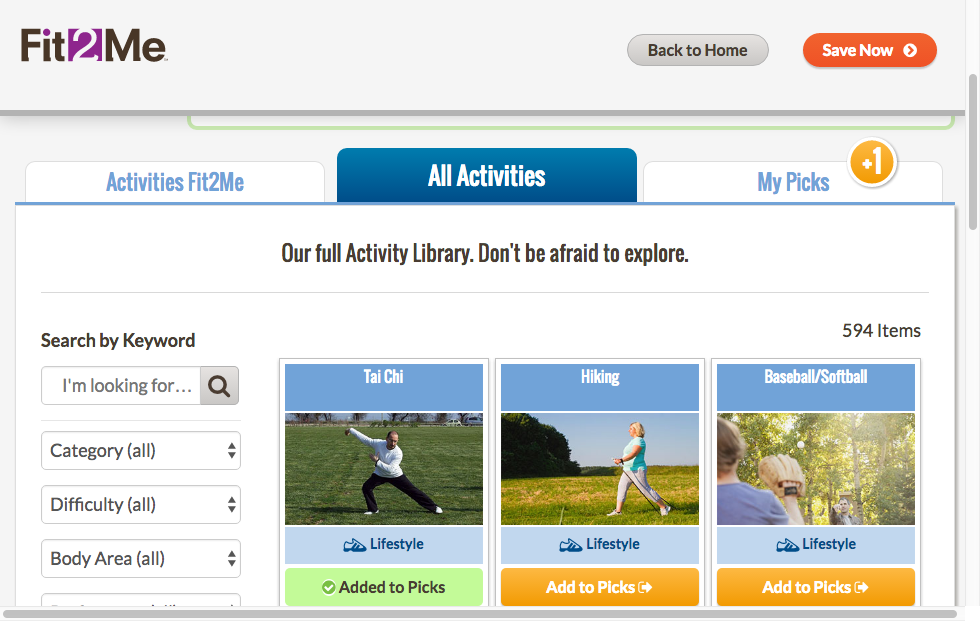 Fit2Me
Back to Home
Save Now
Activities Fit2Me
All Activities
My Picks
+1
Our full Activity Library. Don't be afraid to explore.
594 Items
Search by Keyword
I'm looking for...
Category (all)
Difficulty (all)
Body Area (all)
Tai Chi
Lifestyle
Added to Picks
Hiking
Lifestyle
Add to Picks
Baseball/Softball
Lifestyle
Add to Picks